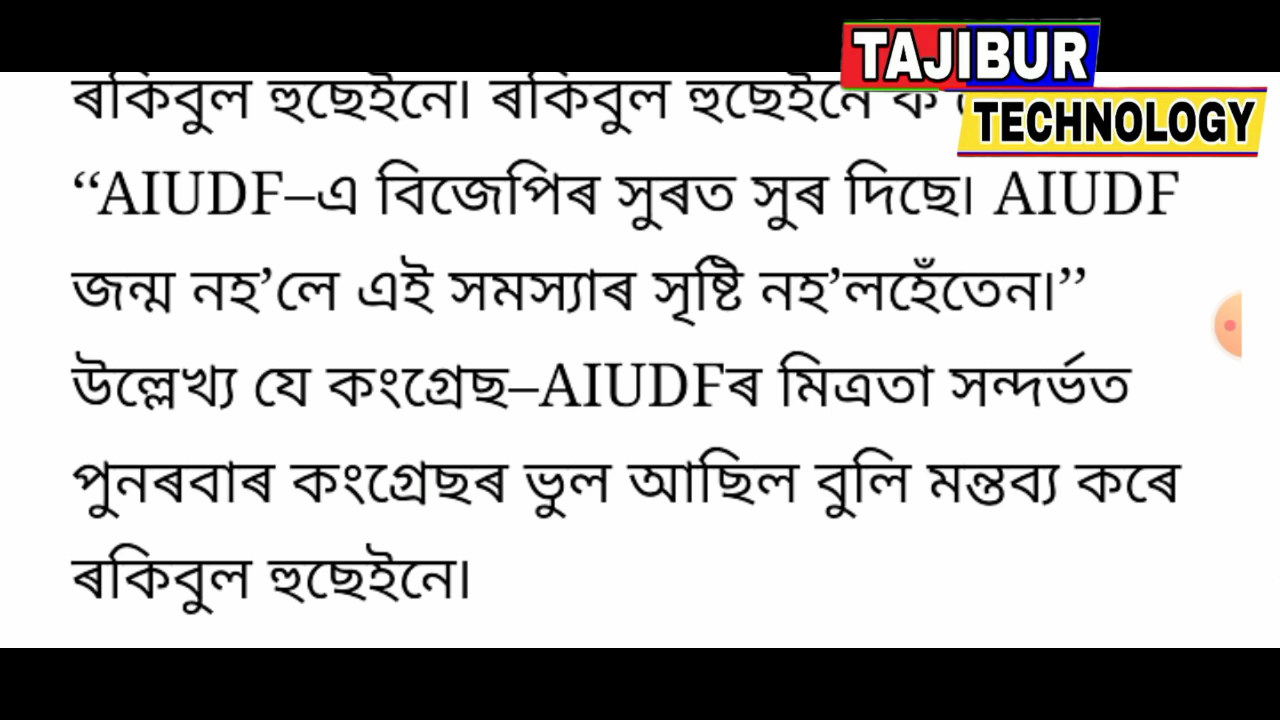 TAJIBUR
TECHNOLOGY
ৰকিবুল হুছেইনে। ৰকিবুল হুছেইনে
“AIUDF–এ বিজেপিৰ সুৰত সুৰ দিছে। AIUDF
জন্ম নহ’লে এই সমস্যাৰ সৃষ্টি নহ’লহেঁতেন।”
উল্লেখ্য যে কংগ্ৰেছ–AIUDFৰ মিত্ৰতা সন্দৰ্ভত
পুনৰবাৰ কংগ্ৰেছৰ ভুল আছিল বুলি মন্তব্য কৰে
ৰকিবুল হুছেইনে।